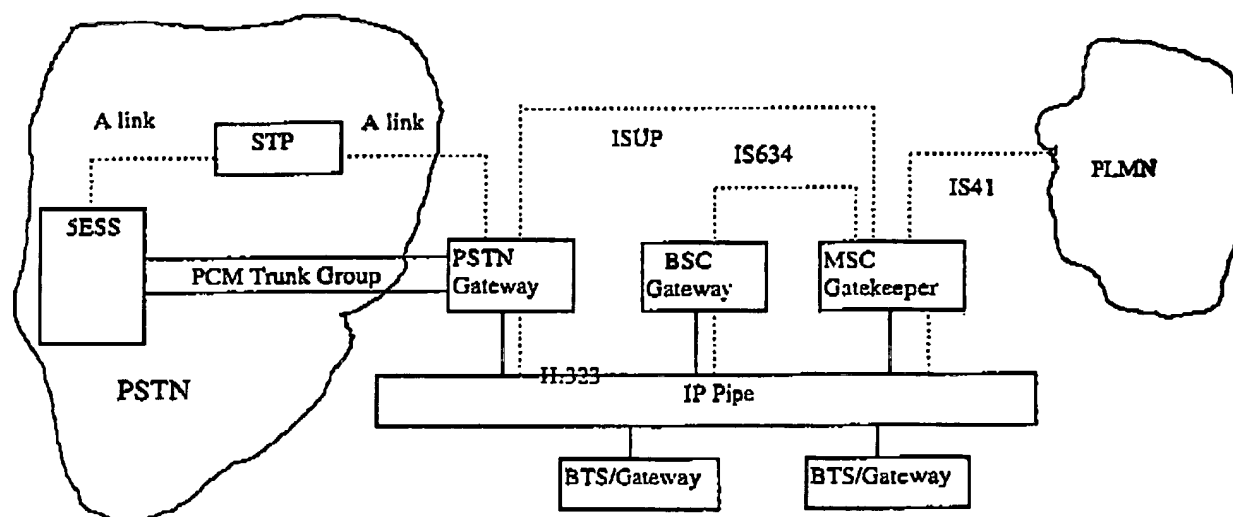 A link
STP
A link
ISUP
IS634
IS41
PLMN
5ESS
PCM Trunk Group
PSTN
Gateway
BSC
Gateway
MSC
Gatekeeper
PSTN
H.323
IP Pipe
BTS/Gateway
BTS/Gateway